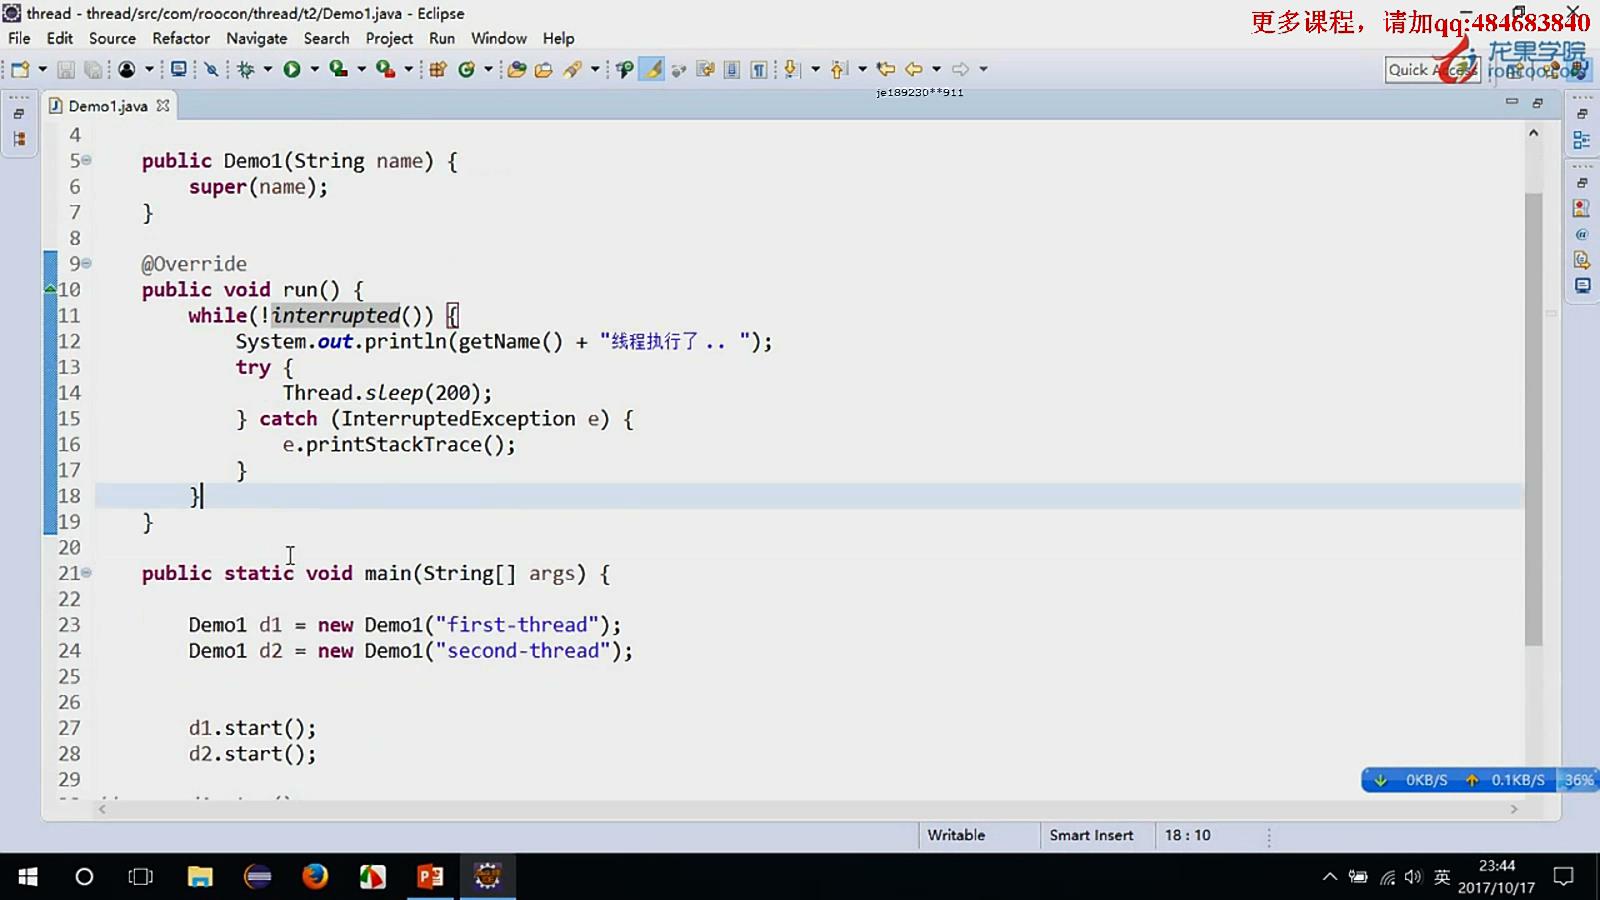 thread - thread/src/com/roocon/thread/t2/Demo1.java - Eclipse
更多课程，请加qq:484683840
File Edit Source Refactor Navigate Search Project Run Window Help
龙果学院
Quick Access
roncoo.com
je189230**911
Demo1.java
4
5 public Demo1(String name) {
6 super(name);
7 }
8
9 @Override
10 public void run() {
11 while(!interrupted()) {
12 System.out.println(getName() + "线程执行了 .. ");
13 try {
14 Thread.sleep(200);
15 } catch (InterruptedException e) {
16 e.printStackTrace();
17 }
18 }
19 }
20
21 public static void main(String[] args) {
22
23 Demo1 d1 = new Demo1("first-thread");
24 Demo1 d2 = new Demo1("second-thread");
25
26
27 d1.start();
28 d2.start();
29
0KB/S 0.1KB/S 36%
Writable Smart Insert 18 : 10
英
23:44
2017/10/17